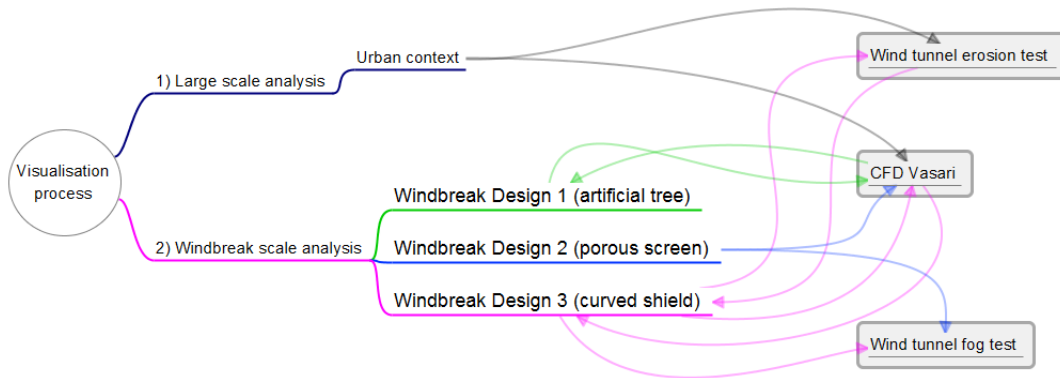 Urban context
Wind tunnel erosion test
1) Large scale analysis
Visualisation
process
CFD Vasari
Windbreak Design 1 (artificial tree)
2) Windbreak scale analysis
Windbreak Design 2 (porous screen)
Windbreak Design 3 (curved shield)
Wind tunnel fog test